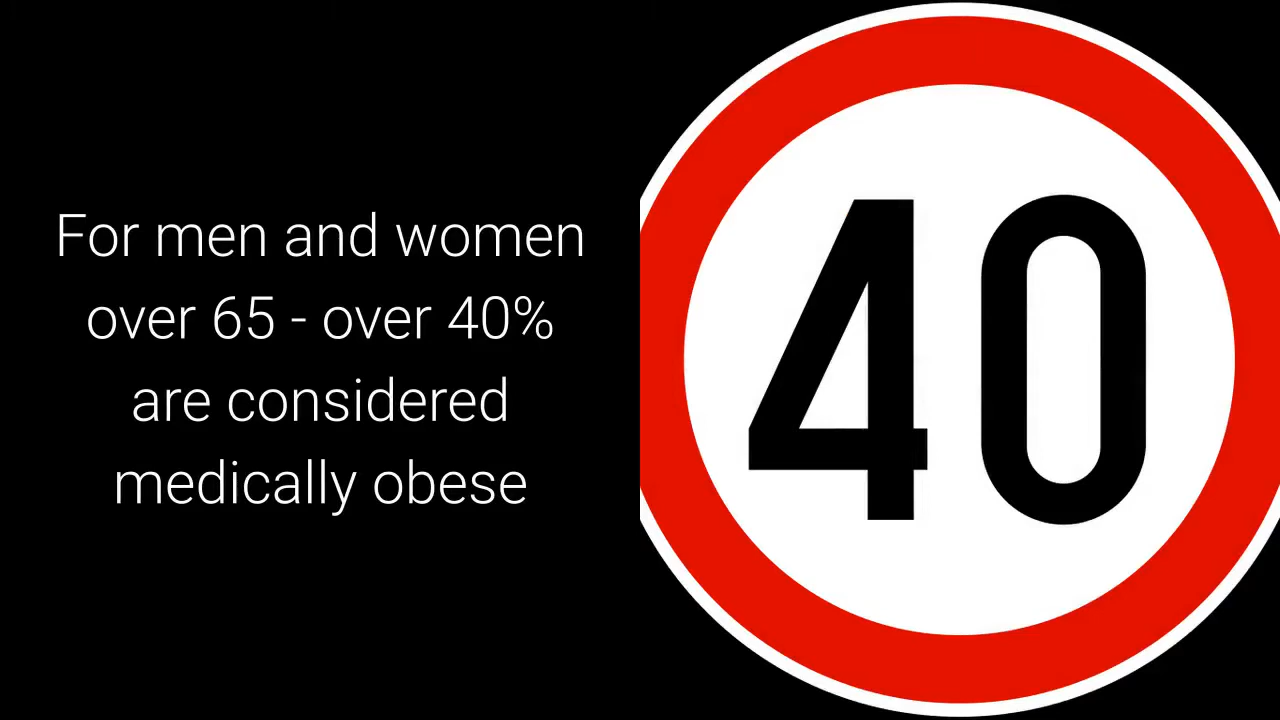 For men and women
over 65 - over 40%
are considered
medically obese
40